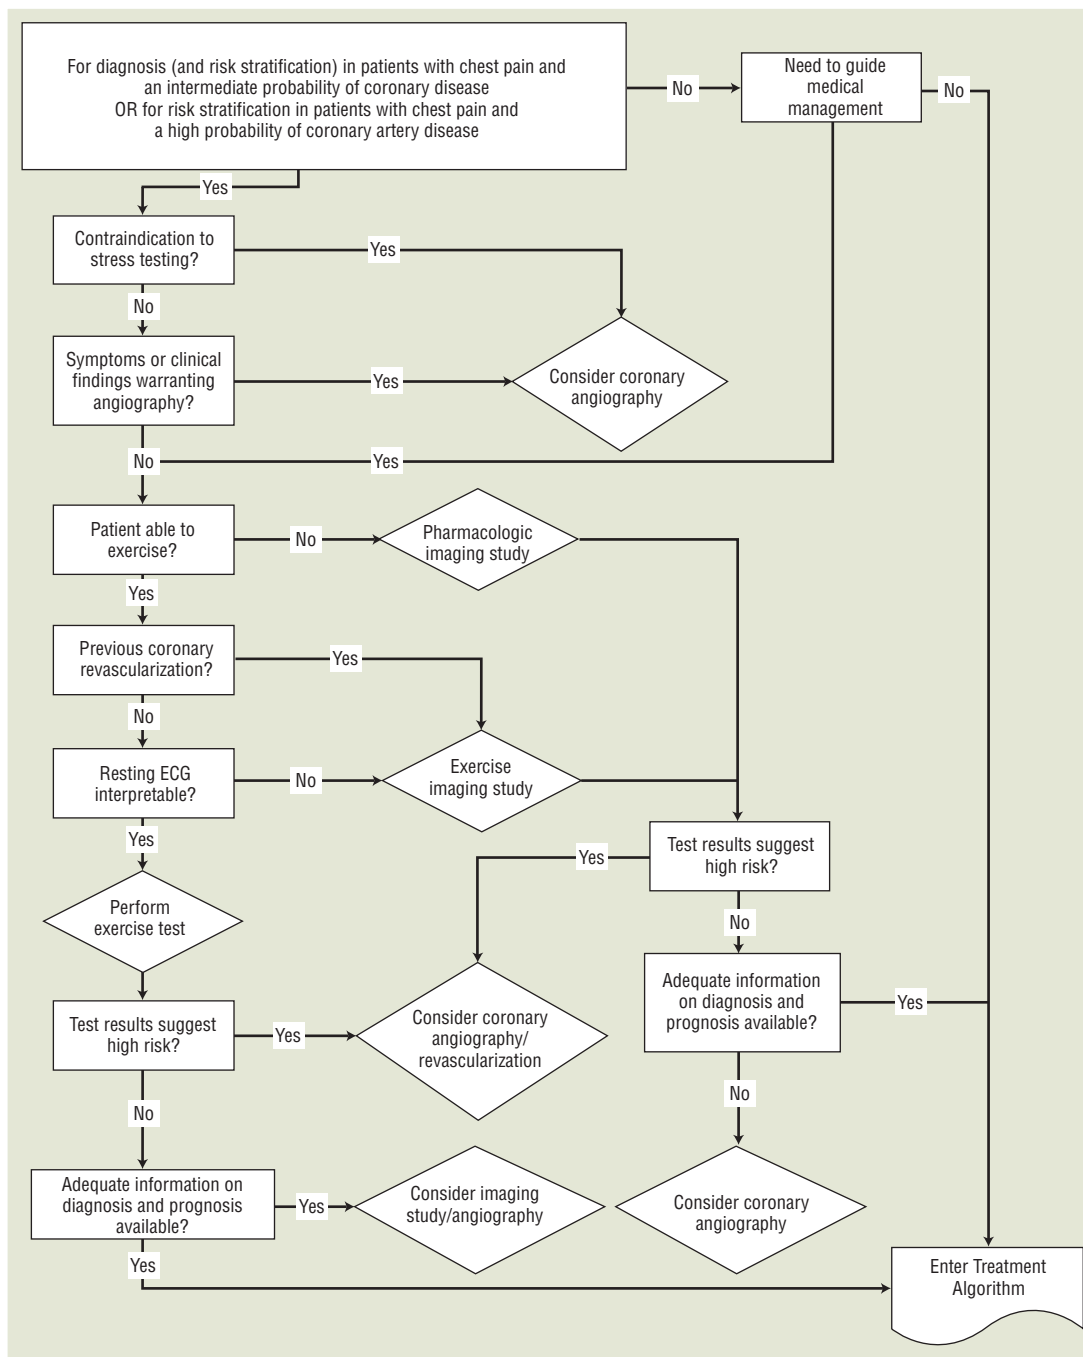 For diagnosis (and risk stratification) in patients with chest pain and
an intermediate probability of coronary disease
OR for risk stratification in patients with chest pain and
a high probability of coronary artery disease
No
Need to guide
medical
management
No
Yes
Contraindication to
stress testing?
Yes
No
Symptoms or clinical
findings warranting
angiography?
Yes
Consider coronary
angiography
No
Yes
Patient able to
exercise?
No
Pharmacologic
imaging study
Yes
Previous coronary
revascularization?
Yes
No
Resting ECG
interpretable?
No
Exercise
imaging study
Yes
Test results suggest
high risk?
Yes
Perform
exercise test
No
Adequate information
on diagnosis and
prognosis available?
Yes
Test results suggest
high risk?
Yes
Consider coronary
angiography/
revascularization
No
No
Adequate information on
diagnosis and prognosis
available?
Yes
Consider imaging
study/angiography
Consider coronary
angiography
Yes
Enter Treatment
Algorithm